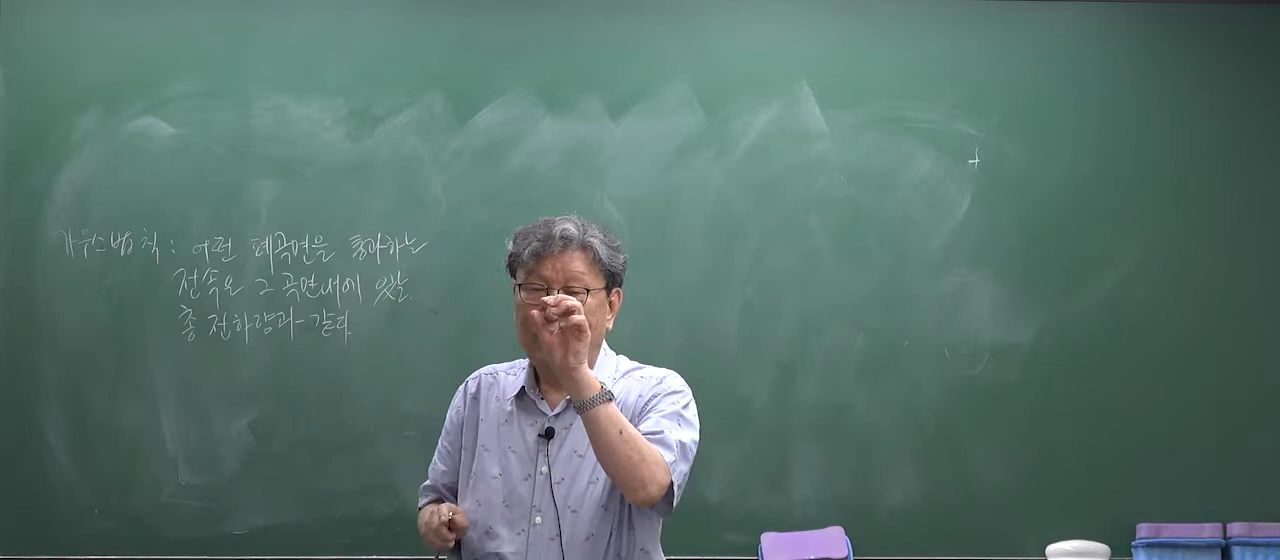 가우스법칙: 어떤 폐곡면을 통과하는
전속은 그 곡면내에 있는
총 전하량과 같다
+